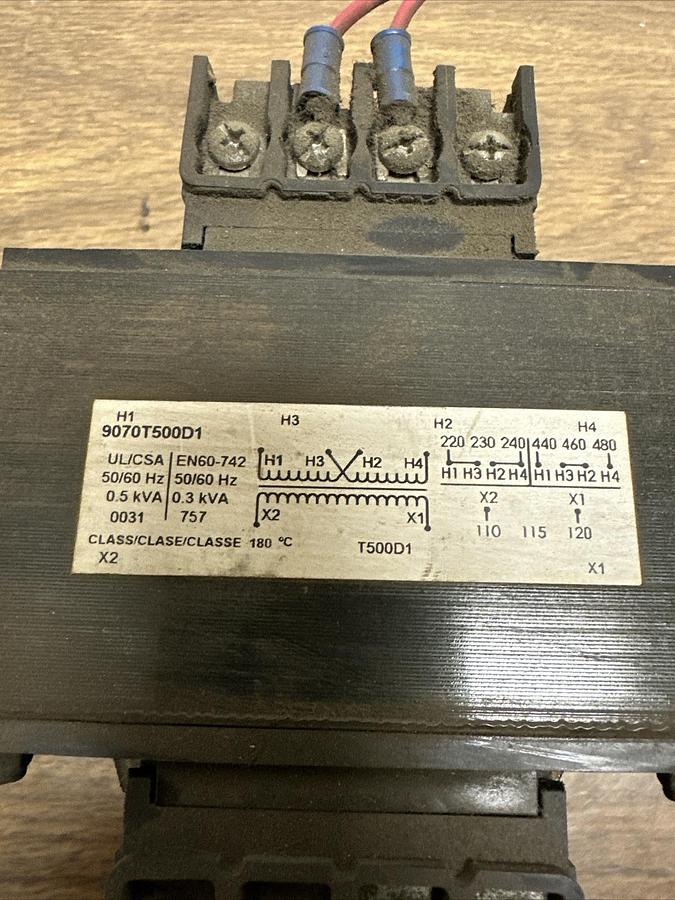 H1 H3 H2 H4
9070T500D1
220 230 240 440 460 480
UL/CSA EN60-742
H1 H3 H2 H4
H1 H3 H2 H4 H1 H3 H2 H4
50/60 Hz 50/60 Hz
0.5 kVA 0.3 kVA
X2 X1
0031 757
X2 X1
110 115 120
CLASS/CLASE/CLASSE 180 °C
T500D1
X2 X1